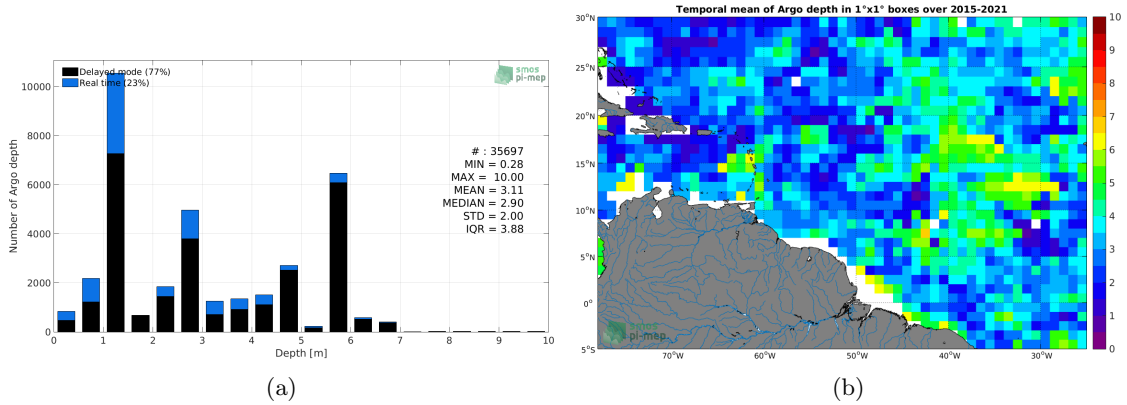 Delayed mode (77%)
Real time (23%)
smos
pi-mep
Number of Argo depth
10000
8000
6000
4000
2000
0
# : 35697
MIN = 0.28
MAX = 10.00
MEAN = 3.11
MEDIAN = 2.90
STD = 2.00
IQR = 3.88
0 1 2 3 4 5 6 7 8 9 10
Depth [m]
(a)
Temporal mean of Argo depth in 1°x1° boxes over 2015-2021
30°N
25°N
20°N
15°N
10°N
5°N
0°
5°S
70°W 60°W 50°W 40°W 30°W
smos
pi-mep
10
9
8
7
6
5
4
3
2
1
0
(b)